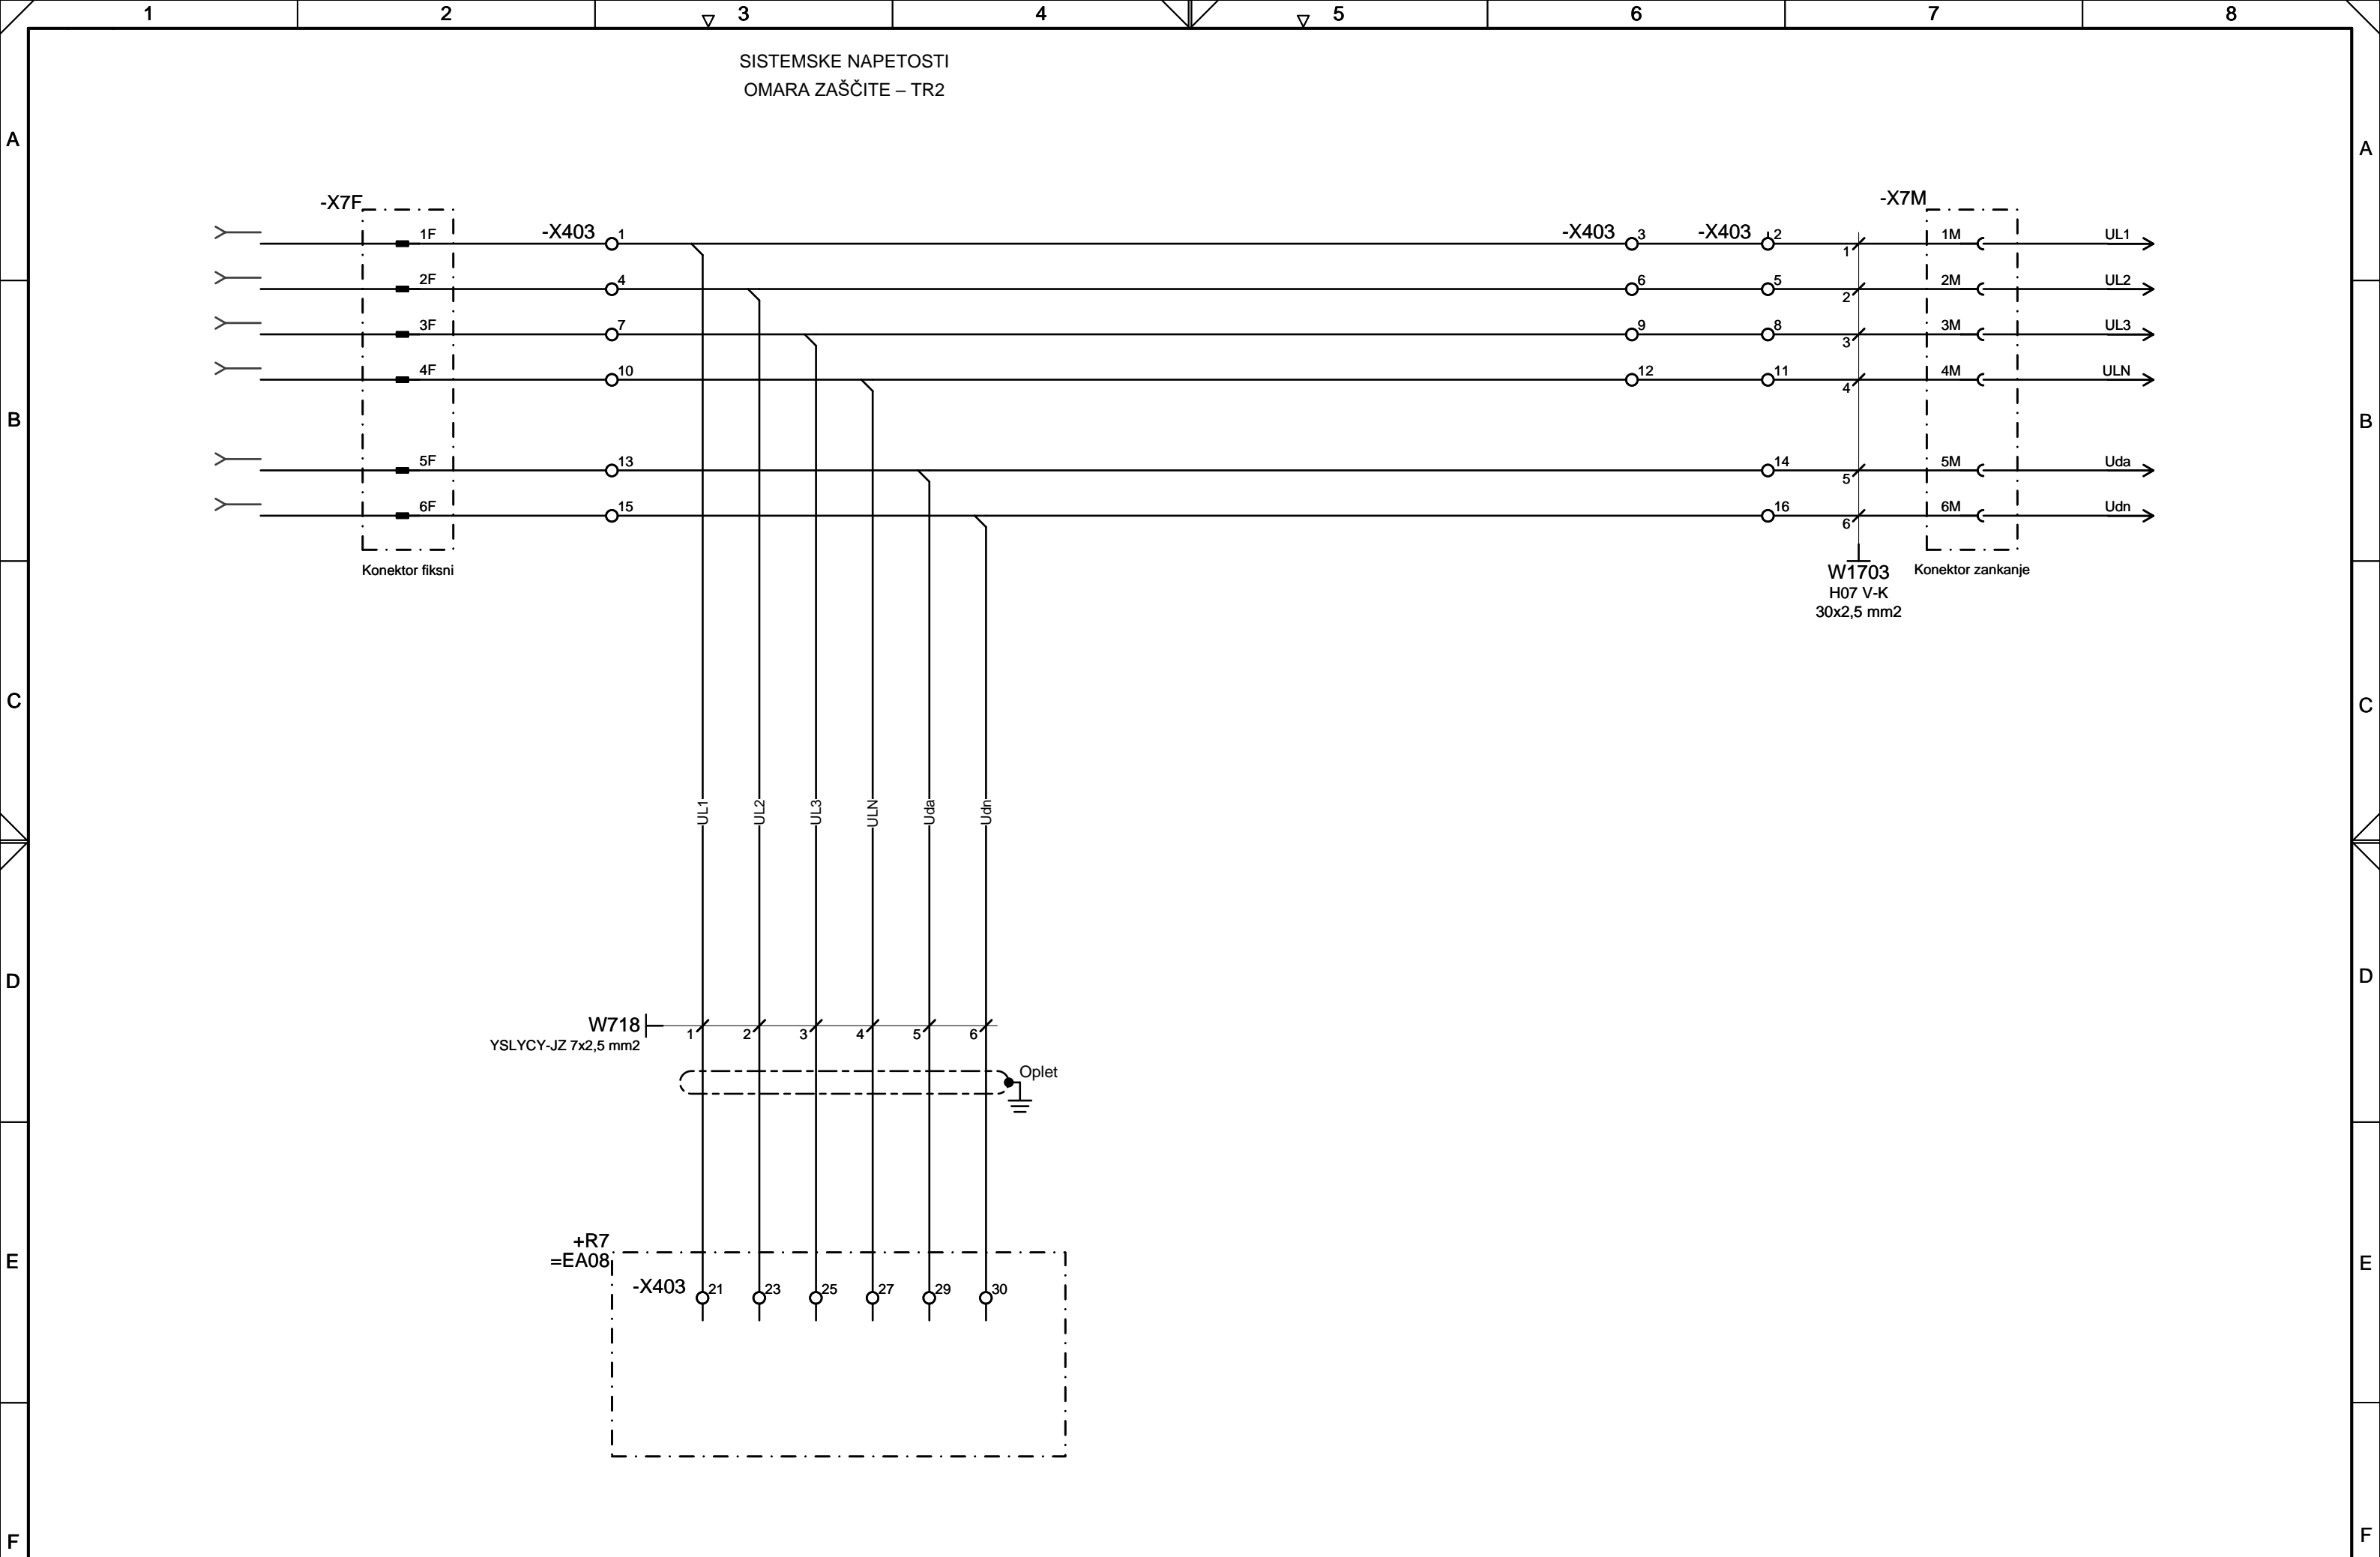 1 2 3 4 5 6 7 8
SISTEMSKE NAPETOSTI
OMARA ZAŠČITE – TR2
A A
-X7F -X7M
1F -X403 1 -X403 3 -X403 2 1 1M UL1
2F 4 6 5 2 2M UL2
3F 7 9 8 3 3M UL3
4F 10 12 11 4 4M ULN
B B
5F 13 14 5 5M Uda
6F 15 16 6 6M Udn
Konektor fiksni W1703 Konektor zankanje
H07 V-K
30x2,5 mm2
C C
UL1 UL2 UL3 ULN Uda Udn
D D
W718 1 2 3 4 5 6
YSLYCY-JZ 7x2,5 mm2
Oplet
+R7
=EA08
E E
-X403 21 23 25 27 29 30
F F